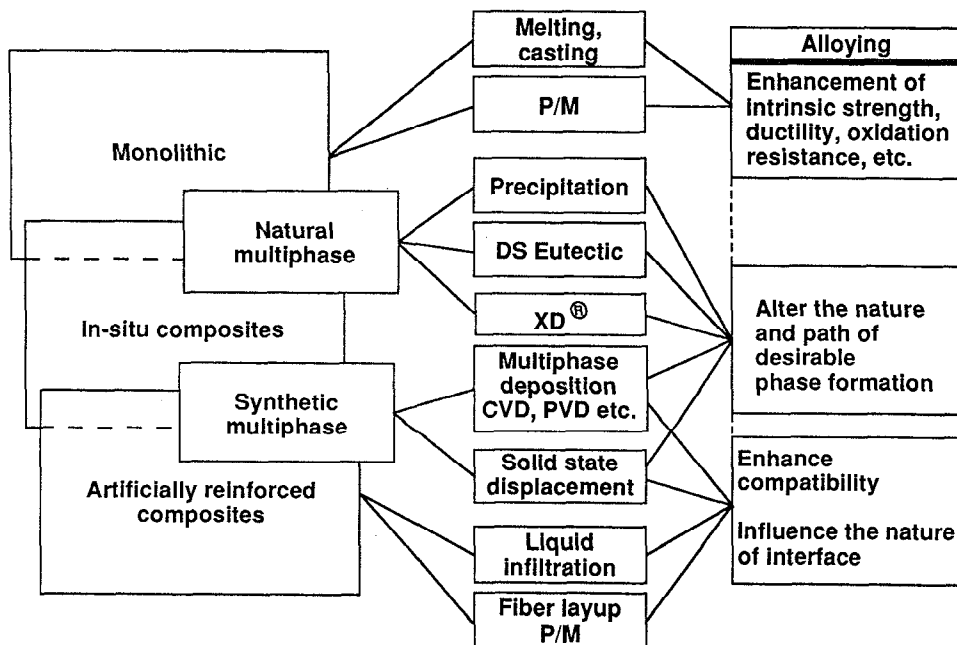 Monolithic
Natural
multiphase
In-situ composites
Synthetic
multiphase
Artificially reinforced
composites
Melting,
casting
P/M
Precipitation
DS Eutectic
XD®
Multiphase
deposition
CVD, PVD etc.
Solid state
displacement
Liquid
infiltration
Fiber layup
P/M
Alloying
Enhancement of
intrinsic strength,
ductility, oxidation
resistance, etc.
Alter the nature
and path of
desirable
phase formation
Enhance
compatibility
Influence the nature
of interface